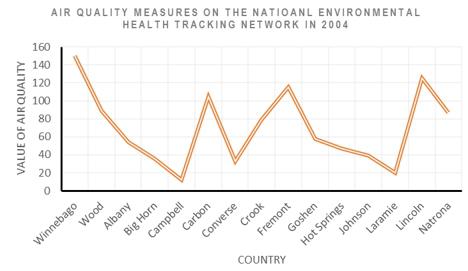 AIR QUALITY MEASURES ON THE NATIOANL ENVIRONMENTAL
HEALTH TRACKING NETWORK IN 2004
VALUE OF AIR QUALITY
160
140
120
100
80
60
40
20
0
Winnebago
Wood
Albany
Big Horn
Campbell
Carbon
Converse
Crook
Fremont
Goshen
Hot Springs
Johnson
Laramie
Lincoln
Natrona
COUNTRY